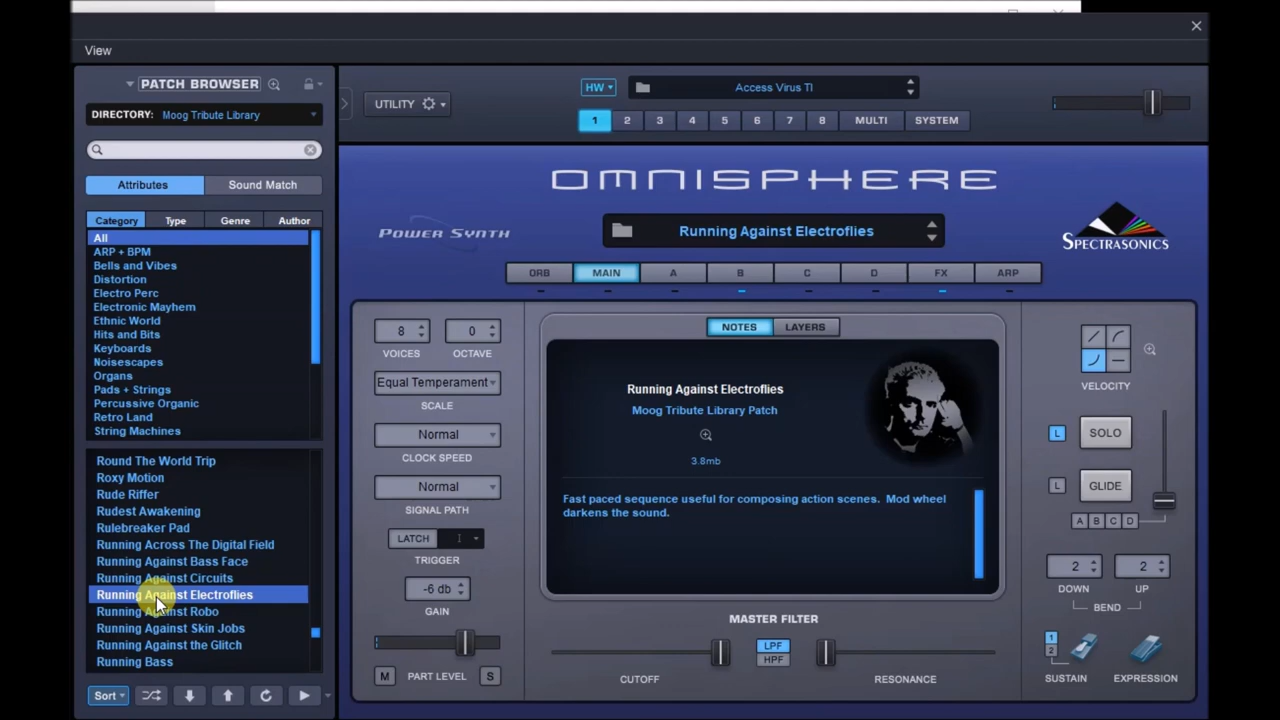 View
PATCH BROWSER
DIRECTORY: Moog Tribute Library
Attributes
Sound Match
Category
Type
Genre
Author
All
ARP + BPM
Bells and Vibes
Distortion
Electro Perc
Electronic Mayhem
Ethnic World
Hits and Bits
Keyboards
Noisescapes
Organs
Pads + Strings
Percussive Organic
Retro Land
String Machines
Round The World Trip
Roxy Motion
Rude Riffer
Rudest Awakening
Rulebreaker Pad
Running Across The Digital Field
Running Against Bass Face
Running Against Circuits
Running Against Electroflies
Running Against Robo
Running Against Skin Jobs
Running Against the Glitch
Running Bass
Sort
UTILITY
HW
Access Virus TI
1 2 3 4 5 6 7 8 MULTI SYSTEM
OMNISPHERE
POWER SYNTH
Running Against Electroflies
SPECTRASONICS
ORB MAIN A B C D FX ARP
8
0
VOICES
OCTAVE
Equal Temperament
SCALE
Normal
CLOCK SPEED
Normal
SIGNAL PATH
LATCH
TRIGGER
-6 db
GAIN
M PART LEVEL S
NOTES
LAYERS
Running Against Electroflies
Moog Tribute Library Patch
3.8mb
Fast paced sequence useful for composing action scenes. Mod wheel
darkens the sound.
MASTER FILTER
LPF
HPF
CUTOFF
RESONANCE
VELOCITY
L SOLO
L GLIDE
A B C D
2
2
DOWN
UP
BEND
1
2
SUSTAIN
EXPRESSION